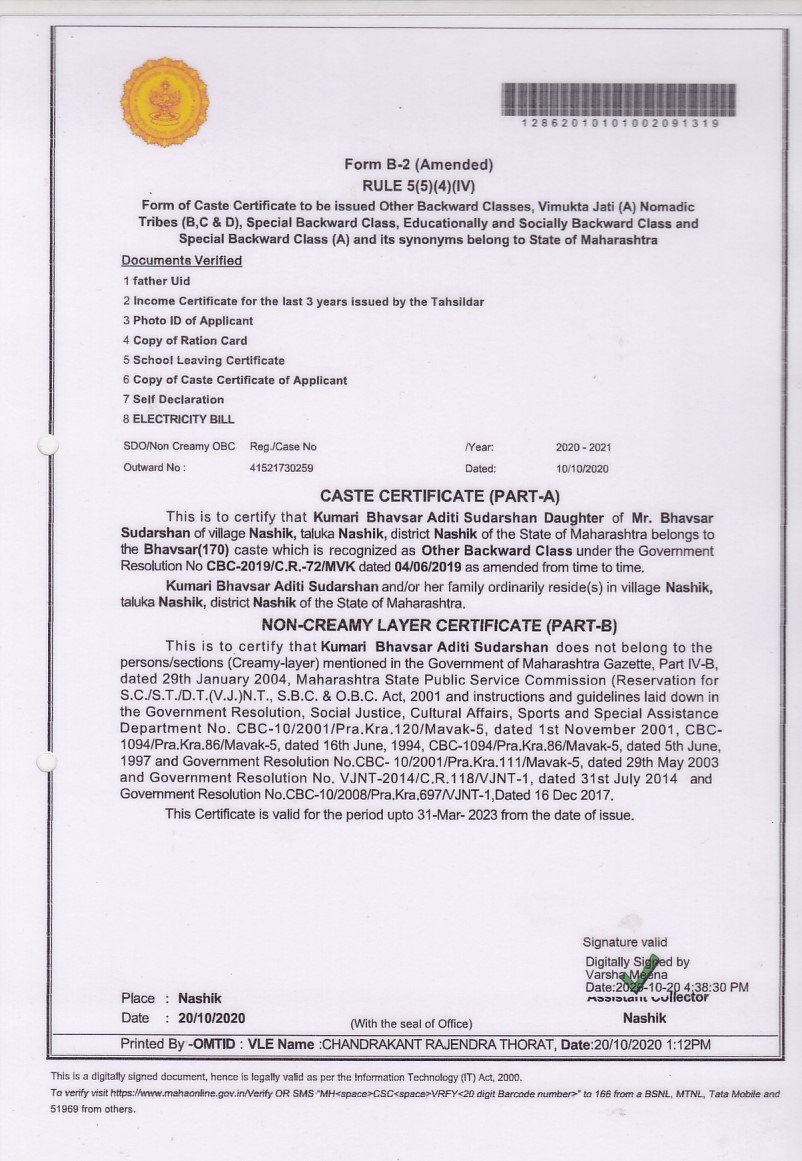 12862010101002091319
Form B-2 (Amended)
RULE 5(5)(4)(IV)
Form of Caste Certificate to be issued Other Backward Classes, Vimukta Jati (A) Nomadic
Tribes (B,C & D), Special Backward Class, Educationally and Socially Backward Class and
Special Backward Class (A) and its synonyms belong to State of Maharashtra
Documents Verified
1 father Uid
2 Income Certificate for the last 3 years issued by the Tahsildar
3 Photo ID of Applicant
4 Copy of Ration Card
5 School Leaving Certificate
6 Copy of Caste Certificate of Applicant
7 Self Declaration
8 ELECTRICITY BILL
SDO/Non Creamy OBC Reg./Case No /Year: 2020 - 2021
Outward No : 41521730259 Dated: 10/10/2020
CASTE CERTIFICATE (PART-A)
This is to certify that Kumari Bhavsar Aditi Sudarshan Daughter of Mr. Bhavsar
Sudarshan of village Nashik, taluka Nashik, district Nashik of the State of Maharashtra belongs to
the Bhavsar(170) caste which is recognized as Other Backward Class under the Government
Resolution No CBC-2019/C.R.-72/MVK dated 04/06/2019 as amended from time to time.
Kumari Bhavsar Aditi Sudarshan and/or her family ordinarily reside(s) in village Nashik,
taluka Nashik, district Nashik of the State of Maharashtra.
NON-CREAMY LAYER CERTIFICATE (PART-B)
This is to certify that Kumari Bhavsar Aditi Sudarshan does not belong to the
persons/sections (Creamy-layer) mentioned in the Government of Maharashtra Gazette, Part IV-B,
dated 29th January 2004, Maharashtra State Public Service Commission (Reservation for
S.C./S.T./D.T.(V.J.)N.T., S.B.C. & O.B.C. Act, 2001 and instructions and guidelines laid down in
the Government Resolution, Social Justice, Cultural Affairs, Sports and Special Assistance
Department No. CBC-10/2001/Pra.Kra.120/Mavak-5, dated 1st November 2001, CBC-
1094/Pra.Kra.86/Mavak-5, dated 16th June, 1994, CBC-1094/Pra.Kra.86/Mavak-5, dated 5th June,
1997 and Government Resolution No.CBC- 10/2001/Pra.Kra.111/Mavak-5, dated 29th May 2003
and Government Resolution No. VJNT-2014/C.R.118/VJNT-1, dated 31st July 2014 and
Government Resolution No.CBC-10/2008/Pra.Kra.697/VJNT-1,Dated 16 Dec 2017.
This Certificate is valid for the period upto 31-Mar- 2023 from the date of issue.
Signature valid
Digitally Signed by
Varsha Meena
Date:2020-10-20 4:38:30 PM
Assistant Collector
Place : Nashik
Date : 20/10/2020 (With the seal of Office) Nashik
Printed By -OMTID : VLE Name :CHANDRAKANT RAJENDRA THORAT, Date:20/10/2020 1:12PM
This is a digitally signed document, hence is legally valid as per the Information Technology (IT) Act, 2000.
To verify visit https://www.mahaonline.gov.in/Verify OR SMS "MH<space>CSC<space>VRFY<20 digit Barcode number>" to 166 from a BSNL, MTNL, Tata Mobile and
51969 from others.